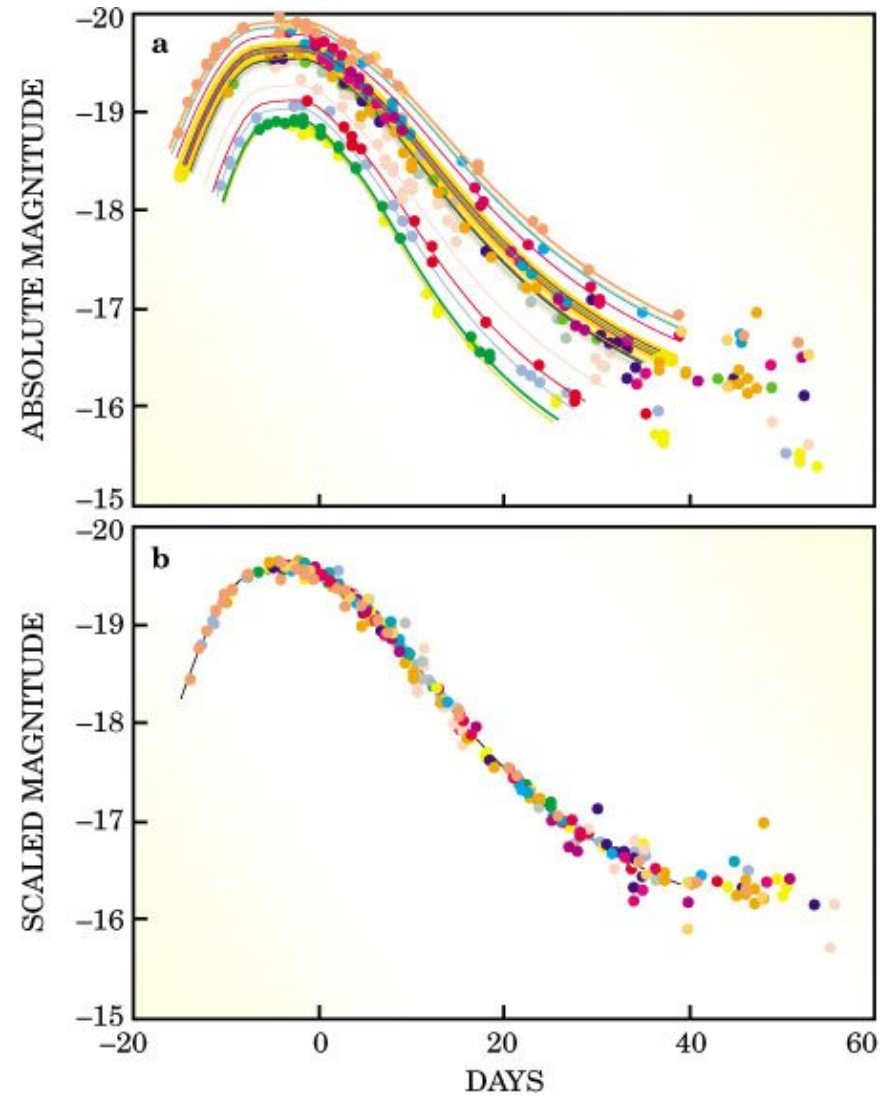 a
ABSOLUTE MAGNITUDE
–20
–19
–18
–17
–16
–15
b
SCALED MAGNITUDE
–20
–19
–18
–17
–16
–15
–20 0 20 40 60
DAYS